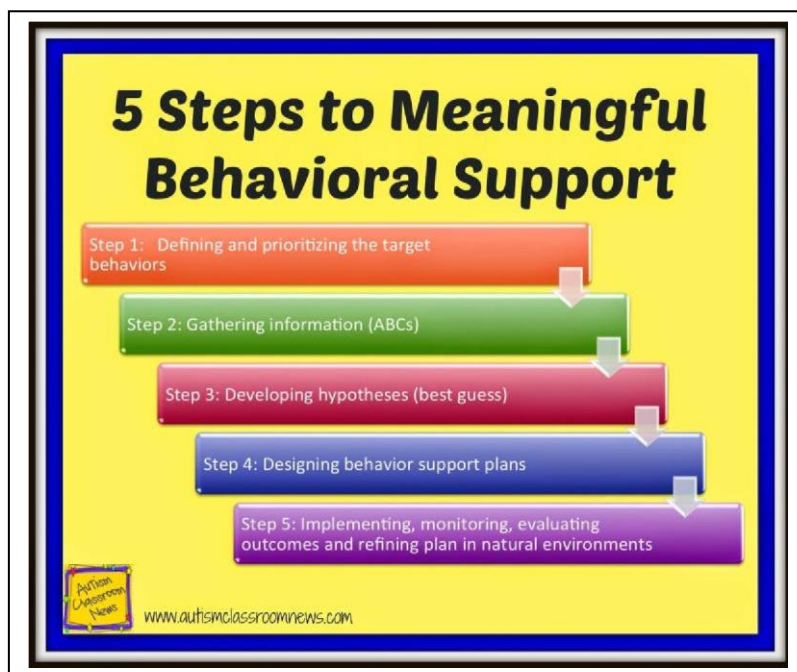 5 Steps to Meaningful
Behavioral Support
Step 1: Defining and prioritizing the target
behaviors
Step 2: Gathering information (ABCs)
Step 3: Developing hypotheses (best guess)
Step 4: Designing behavior support plans
Step 5: Implementing, monitoring, evaluating
outcomes and refining plan in natural environments
Autism
Classroom
News
www.autismclassroomnews.com